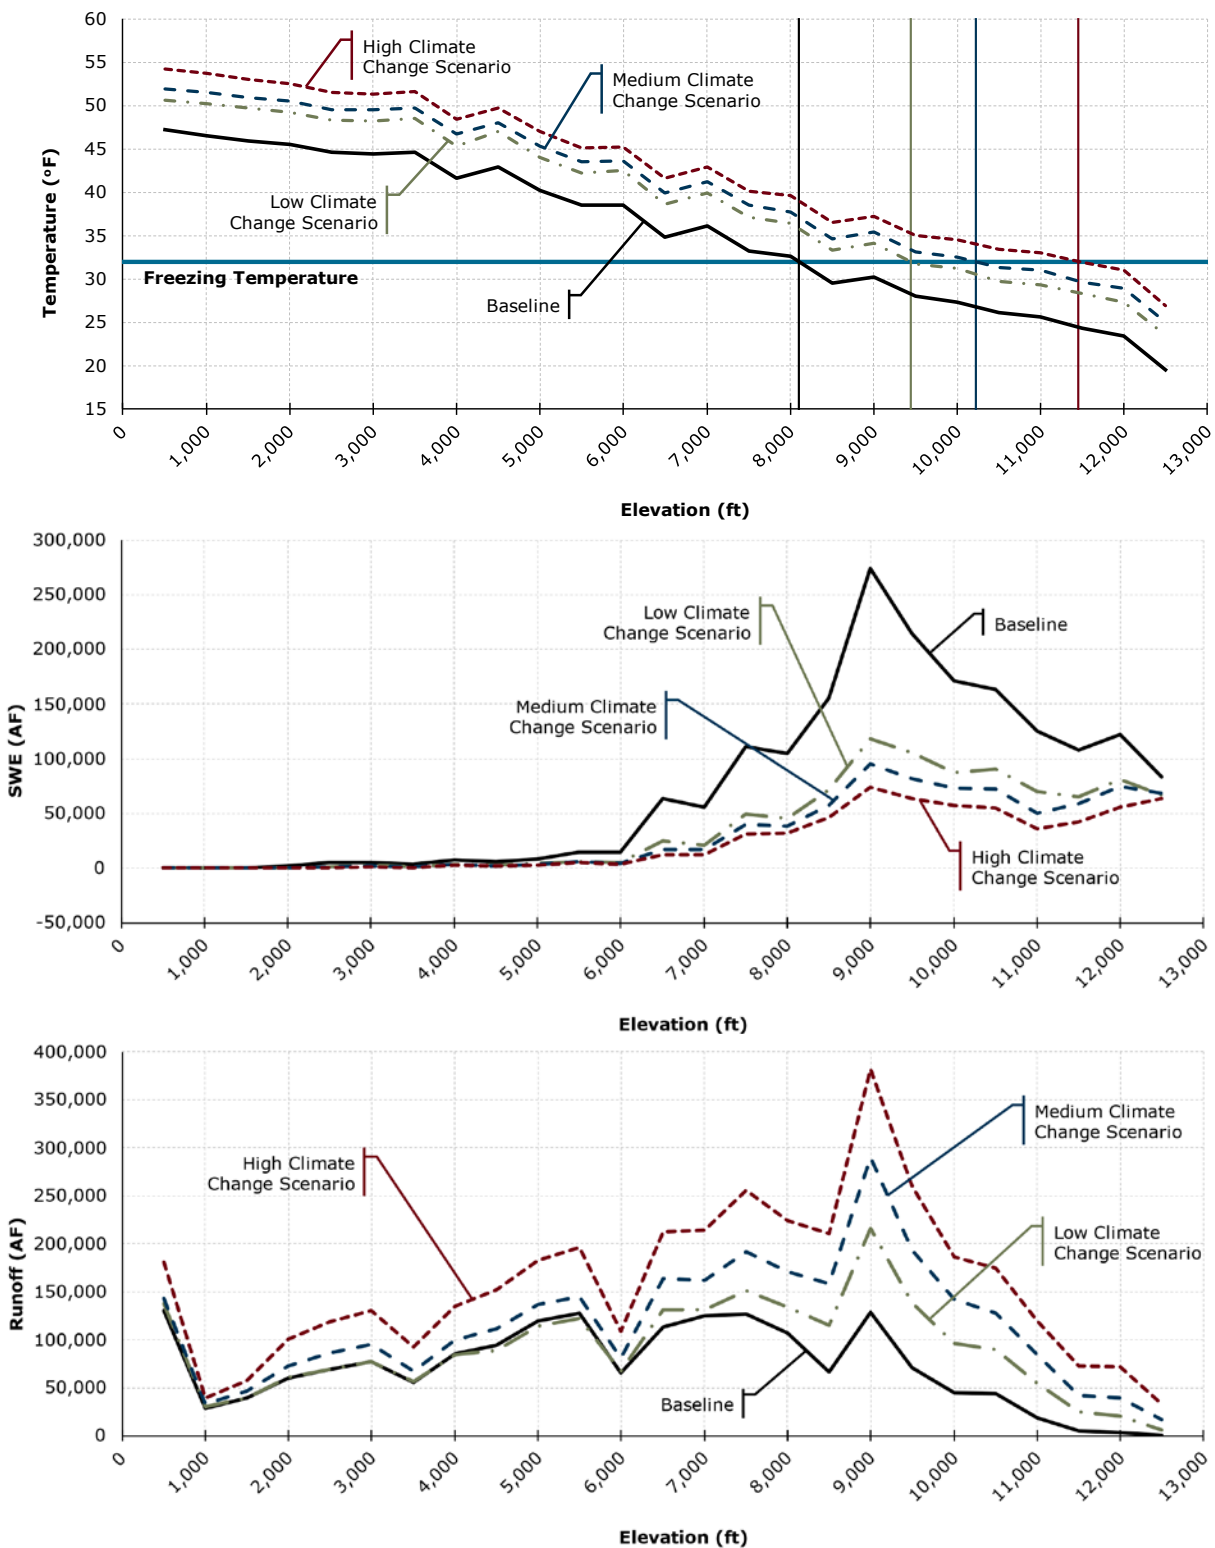 60
55
50
45
40
35
30
25
20
15
Temperature (°F)
High Climate
Change Scenario
Medium Climate
Change Scenario
Low Climate
Change Scenario
Freezing Temperature
Baseline
0
1,000
2,000
3,000
4,000
5,000
6,000
7,000
8,000
9,000
10,000
11,000
12,000
13,000
Elevation (ft)
300,000
250,000
200,000
150,000
100,000
50,000
0
-50,000
SWE (AF)
Low Climate
Change Scenario
Baseline
Medium Climate
Change Scenario
High Climate
Change Scenario
0
1,000
2,000
3,000
4,000
5,000
6,000
7,000
8,000
9,000
10,000
11,000
12,000
13,000
Elevation (ft)
400,000
350,000
300,000
250,000
200,000
150,000
100,000
50,000
0
Runoff (AF)
Medium Climate
Change Scenario
High Climate
Change Scenario
Low Climate
Change Scenario
Baseline
0
1,000
2,000
3,000
4,000
5,000
6,000
7,000
8,000
9,000
10,000
11,000
12,000
13,000
Elevation (ft)